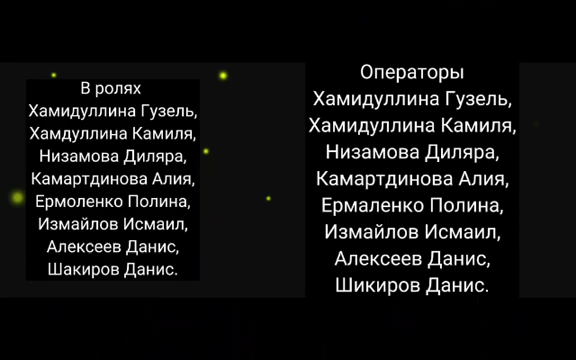 В ролях
Хамидуллина Гузель,
Хамдуллина Камиля,
Низамова Диляра,
Камартдинова Алия,
Ермоленко Полина,
Измайлов Исмаил,
Алексеев Данис,
Шакиров Данис.
Операторы
Хамидуллина Гузель,
Хамидуллина Камиля,
Низамова Диляра,
Камартдинова Алия,
Ермаленко Полина,
Измайлов Исмаил,
Алексеев Данис,
Шикиров Данис.